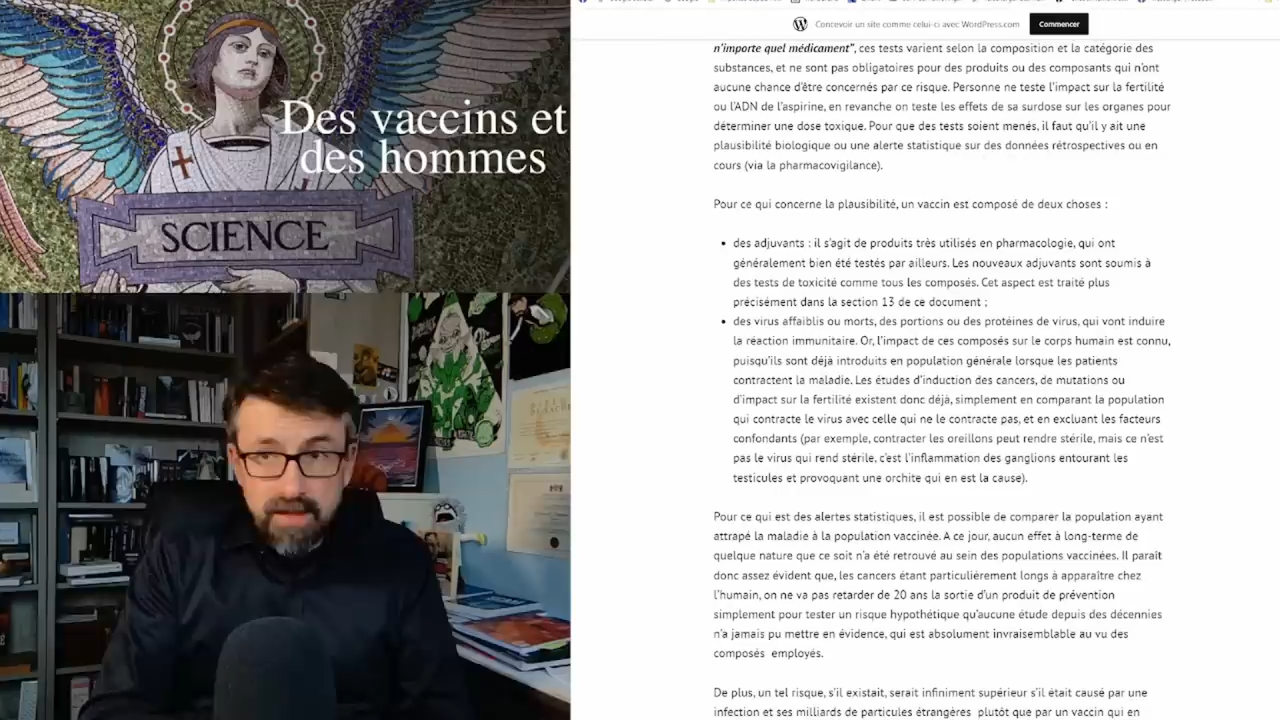 Des vaccins et
des hommes
SCIENCE
Concevoir un site comme celui-ci avec WordPress.com
Commencer
n'importe quel médicament", ces tests varient selon la composition et la catégorie des
substances, et ne sont pas obligatoires pour des produits ou des composants qui n'ont
aucune chance d'être concernés par ce risque. Personne ne teste l'impact sur la fertilité
ou l'ADN de l'aspirine, en revanche on teste les effets de sa surdose sur les organes pour
déterminer une dose toxique. Pour que des tests soient menés, il faut qu'il y ait une
plausibilité biologique ou une alerte statistique sur des données rétrospectives ou en
cours (via la pharmacovigilance).
Pour ce qui concerne la plausibilité, un vaccin est composé de deux choses :
• des adjuvants : il s'agit de produits très utilisés en pharmacologie, qui ont
généralement bien été testés par ailleurs. Les nouveaux adjuvants sont soumis à
des tests de toxicité comme tous les composés. Cet aspect est traité plus
précisément dans la section 13 de ce document ;
• des virus affaiblis ou morts, des portions ou des protéines de virus, qui vont induire
la réaction immunitaire. Or, l'impact de ces composés sur le corps humain est connu,
puisqu'ils sont déjà introduits en population générale lorsque les patients
contractent la maladie. Les études d'induction des cancers, de mutations ou
d'impact sur la fertilité existent donc déjà, simplement en comparant la population
qui contracte le virus avec celle qui ne le contracte pas, et en excluant les facteurs
confondants (par exemple, contracter les oreillons peut rendre stérile, mais ce n'est
pas le virus qui rend stérile, c'est l'inflammation des ganglions entourant les
testicules et provoquant une orchite qui en est la cause).
Pour ce qui est des alertes statistiques, il est possible de comparer la population ayant
attrapé la maladie à la population vaccinée. A ce jour, aucun effet à long-terme de
quelque nature que ce soit n'a été retrouvé au sein des populations vaccinées. Il paraît
donc assez évident que, les cancers étant particulièrement longs à apparaître chez
l'humain, on ne va pas retarder de 20 ans la sortie d'un produit de prévention
simplement pour tester un risque hypothétique qu'aucune étude depuis des décennies
n'a jamais pu mettre en évidence, qui est absolument invraisemblable au vu des
composés employés.
De plus, un tel risque, s'il existait, serait infiniment supérieur s'il était causé par une
infection et ses milliards de particules étrangères plutôt que par un vaccin qui en